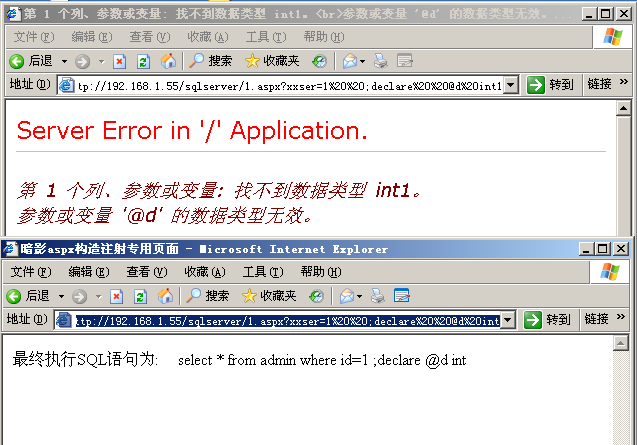 第 1 个列、参数或变量: 找不到数据类型 int1。<br>参数或变量 '@d' 的数据类型无效。...
文件(F) 编辑(E) 查看(V) 收藏(A) 工具(T) 帮助(H)
后退 搜索 收藏夹
地址(D) tp://192.168.1.55/sqlserver/1.aspx?xxser=1%20%20;declare%20%20@d%20int1 转到 链接 »
Server Error in '/' Application.
第 1 个列、参数或变量: 找不到数据类型 int1。
参数或变量 '@d' 的数据类型无效。
暗影aspx构造注射专用页面 - Microsoft Internet Explorer
文件(F) 编辑(E) 查看(V) 收藏(A) 工具(T) 帮助(H)
后退 搜索 收藏夹
地址(D) ttp://192.168.1.55/sqlserver/1.aspx?xxser=1%20%20;declare%20%20@d%20int 转到 链接 »
最终执行SQL语句为: select * from admin where id=1 ;declare @d int